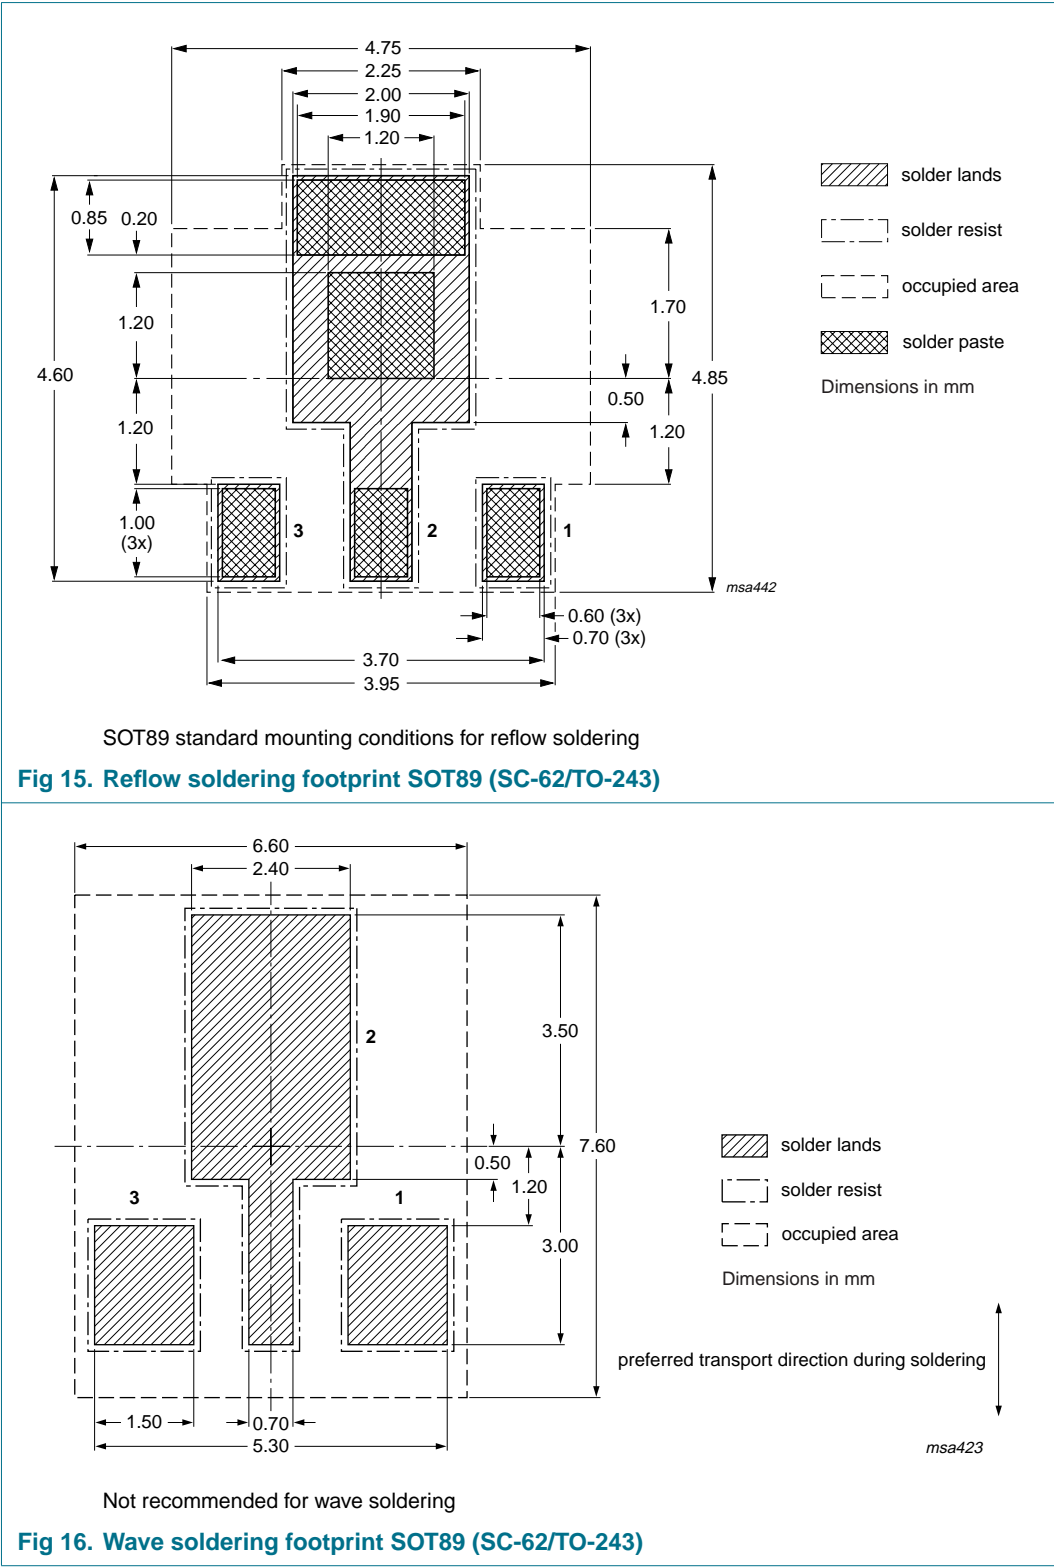 4.75
2.25
2.00
1.90
1.20
0.85
0.20
1.20
4.60
1.20
1.00
(3x)
1.70
4.85
0.50
1.20
3
2
1
msa442
0.60 (3x)
0.70 (3x)
3.70
3.95
solder lands
solder resist
occupied area
solder paste
Dimensions in mm
SOT89 standard mounting conditions for reflow soldering
Fig 15. Reflow soldering footprint SOT89 (SC-62/TO-243)
6.60
2.40
3.50
2
7.60
0.50
1.20
3
1
3.00
1.50
0.70
5.30
solder lands
solder resist
occupied area
Dimensions in mm
preferred transport direction during soldering
msa423
Not recommended for wave soldering
Fig 16. Wave soldering footprint SOT89 (SC-62/TO-243)